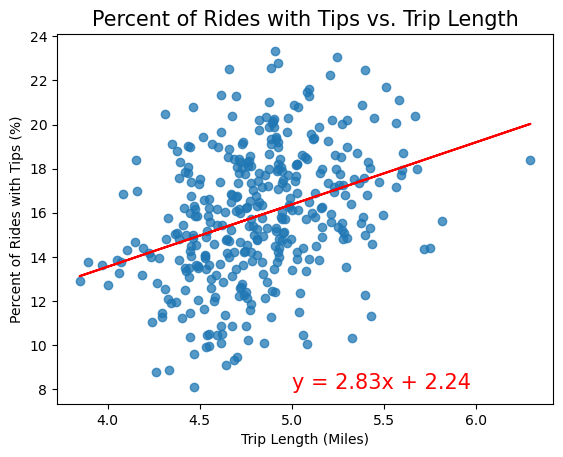 Percent of Rides with Tips vs. Trip Length
Percent of Rides with Tips (%)
24
22
20
18
16
14
12
10
8
y = 2.83x + 2.24
4.0 4.5 5.0 5.5 6.0
Trip Length (Miles)